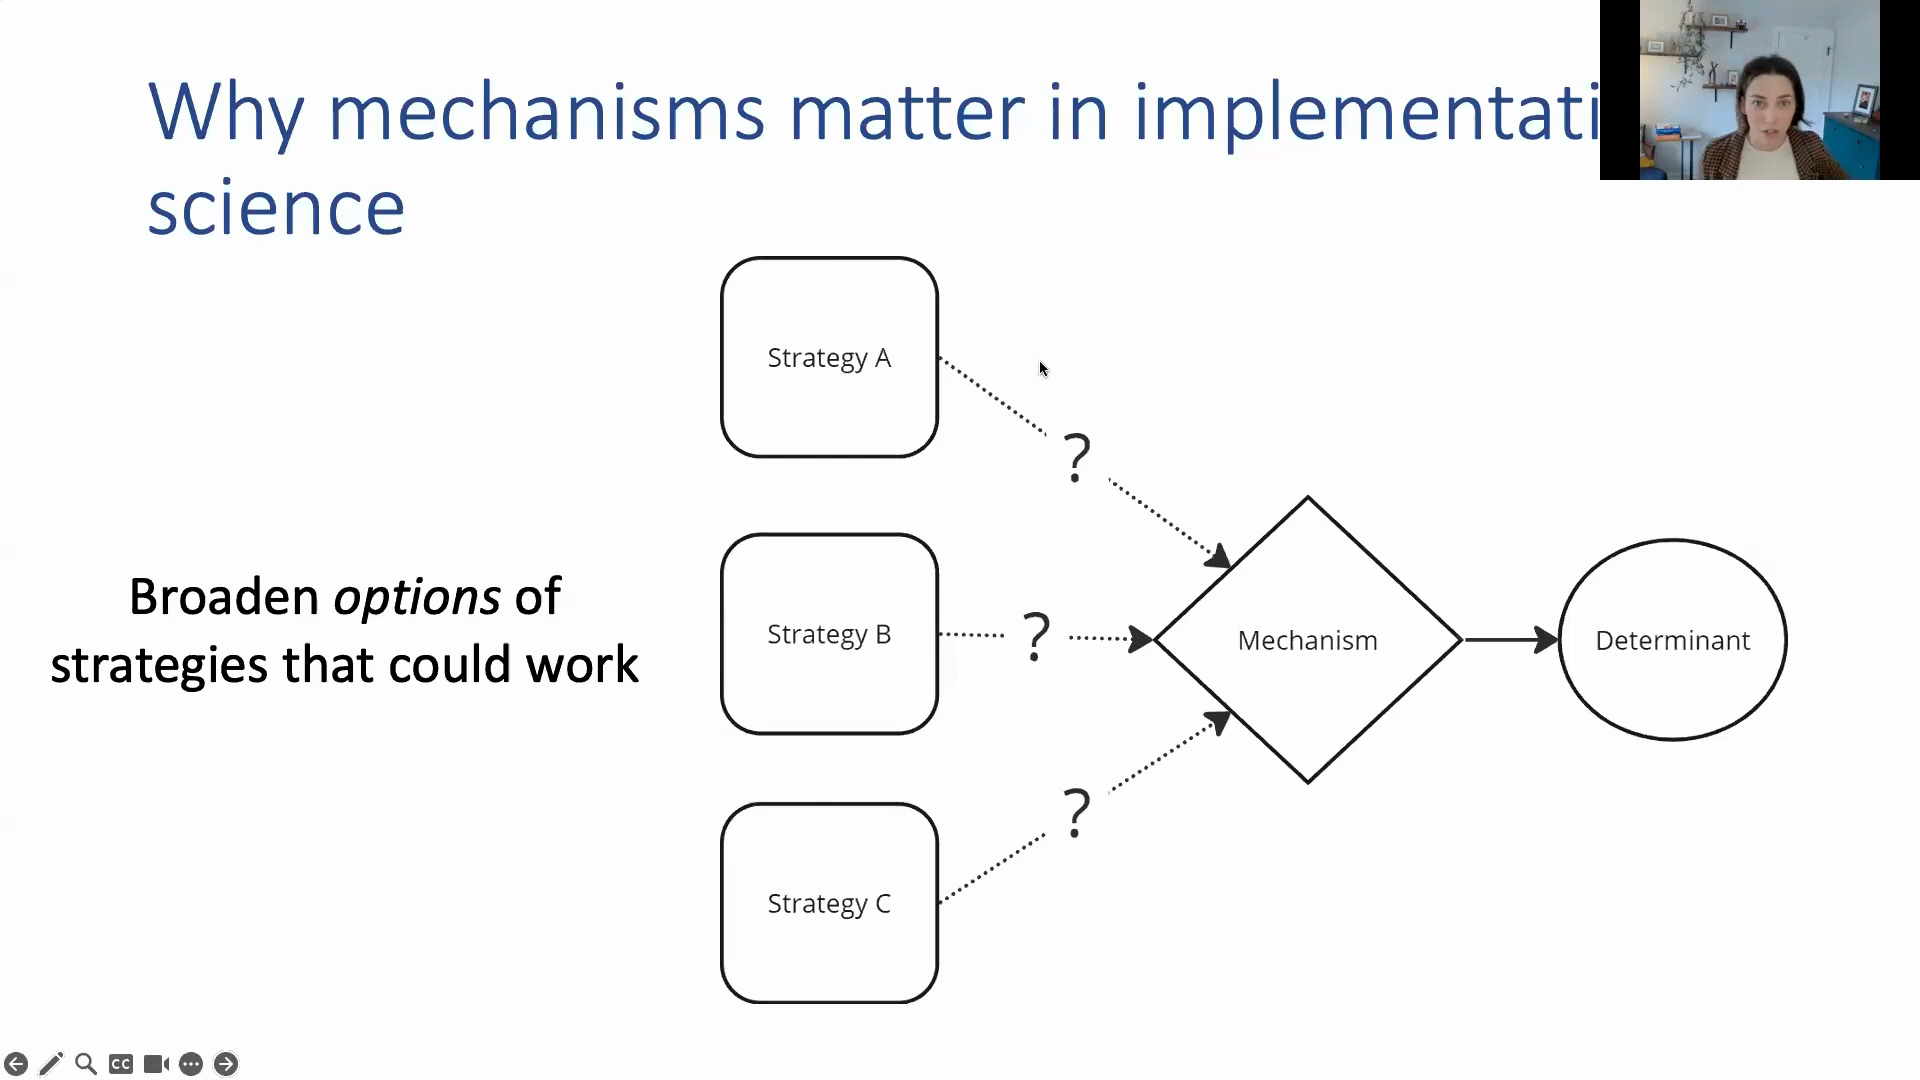 Why mechanisms matter in implementati
science
Strategy A
?
Broaden options of
strategies that could work
Strategy B
?
Mechanism
Determinant
?
Strategy C
CC